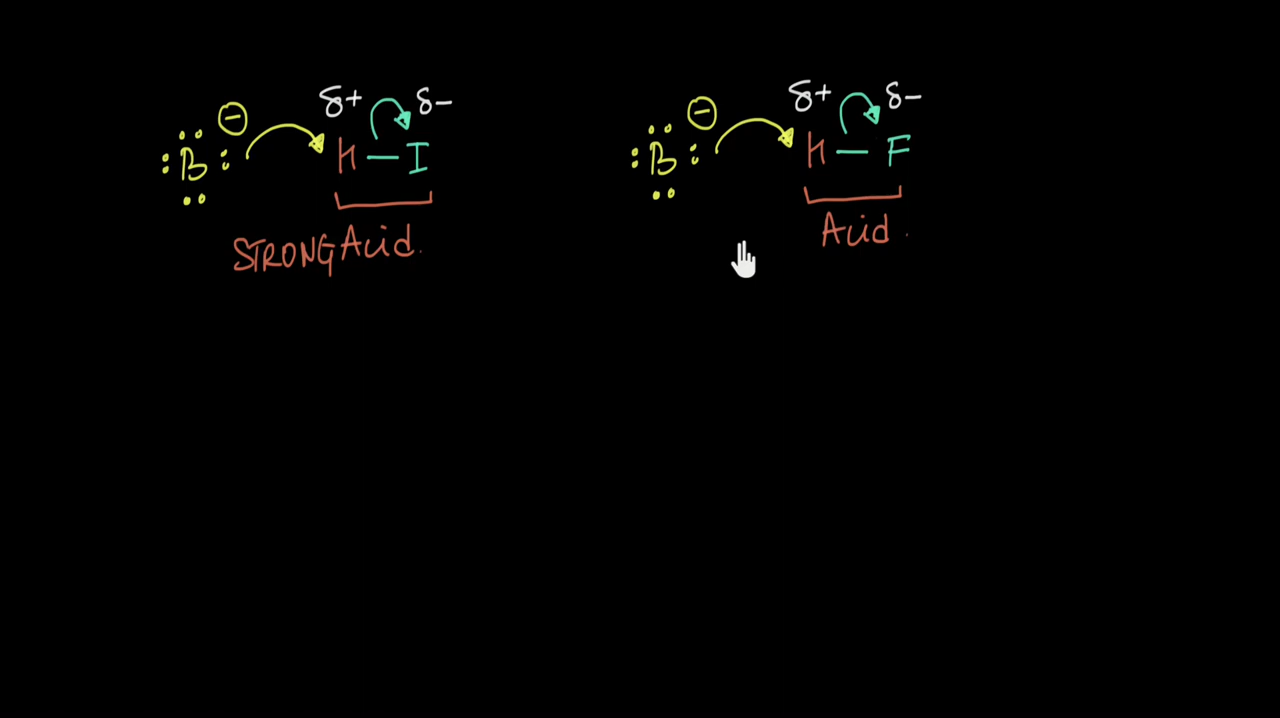 δ+ δ- δ+ δ-
:B: ⊖ H — I :B: ⊖ H — F
STRONG Acid. Acid.